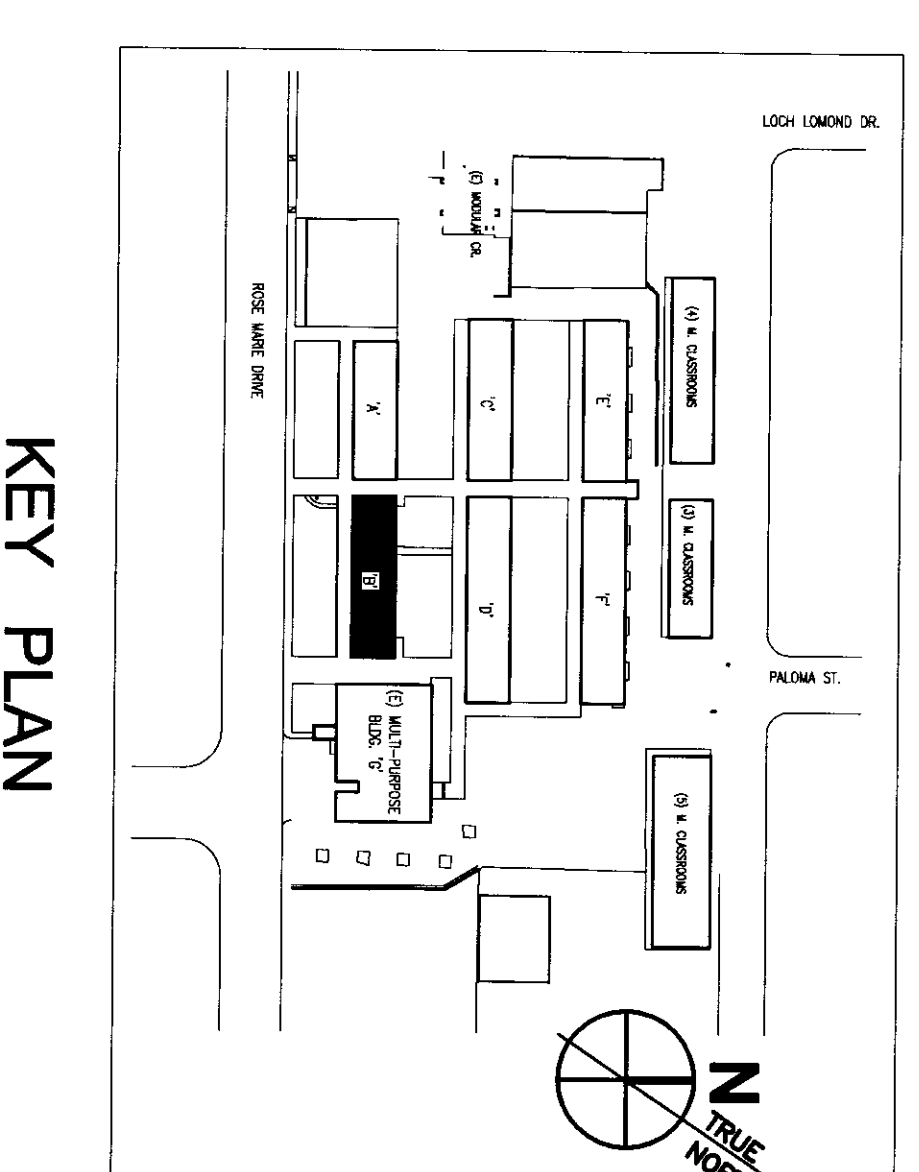 LOCH LOMOND DR.
(E) MODULAR CR.
(4) M. CLASSROOMS
ROSE MARIE DRIVE
'A'
'C'
'E'
(3) M. CLASSROOMS
'B'
'D'
'F'
PALOMA ST.
(E) MULTI-PURPOSE
BLDG. 'G'
(5) M. CLASSROOMS
N
TRUE
KEY PLAN